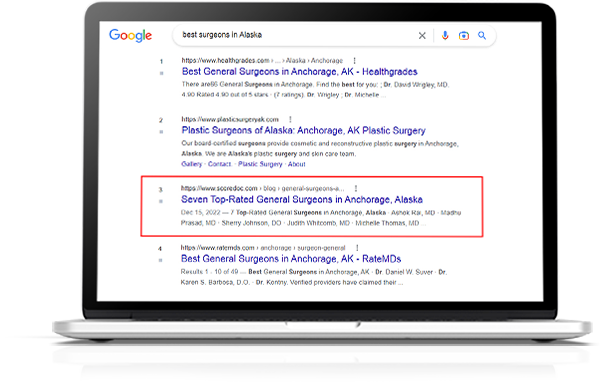 Google
best surgeons in Alaska
1
https://www.healthgrades.com › ... › Alaska › Anchorage
Best General Surgeons in Anchorage, AK - Healthgrades
There are66 General Surgeons in Anchorage. Find the best for you: ; Dr. David Wrigley, MD.
4.90 Rated 4.90 out of 5 stars · (7 ratings). Dr. Wrigley ; Dr. Michelle ...
2
https://www.plasticsurgeryak.com
Plastic Surgeons of Alaska: Anchorage, AK Plastic Surgery
Our board-certified surgeons provide cosmetic and reconstructive plastic surgery in Anchorage,
Alaska. We are Alaska's plastic surgery and skin care team.
Gallery · Contact · Plastic Surgery · About
3
https://www.sccredoc.com › blog › general-surgeons-a...
Seven Top-Rated General Surgeons in Anchorage, Alaska
Dec 15, 2022 — 7 Top-Rated General Surgeons in Anchorage, Alaska · Ashok Rai, MD · Madhu
Prasad, MD · Sherry Johnson, DO · Judith Whitcomb, MD · Michelle Thomas, MD ...
4
https://www.ratemds.com › anchorage › surgeon-general
Best General Surgeons in Anchorage, AK - RateMDs
Results 1 - 10 of 49 — Best General Surgeons in Anchorage, AK · Dr. Daniel W. Suver · Dr.
Karen S. Barbosa, D.O. · Dr. Kontny. Verified providers have claimed their ...